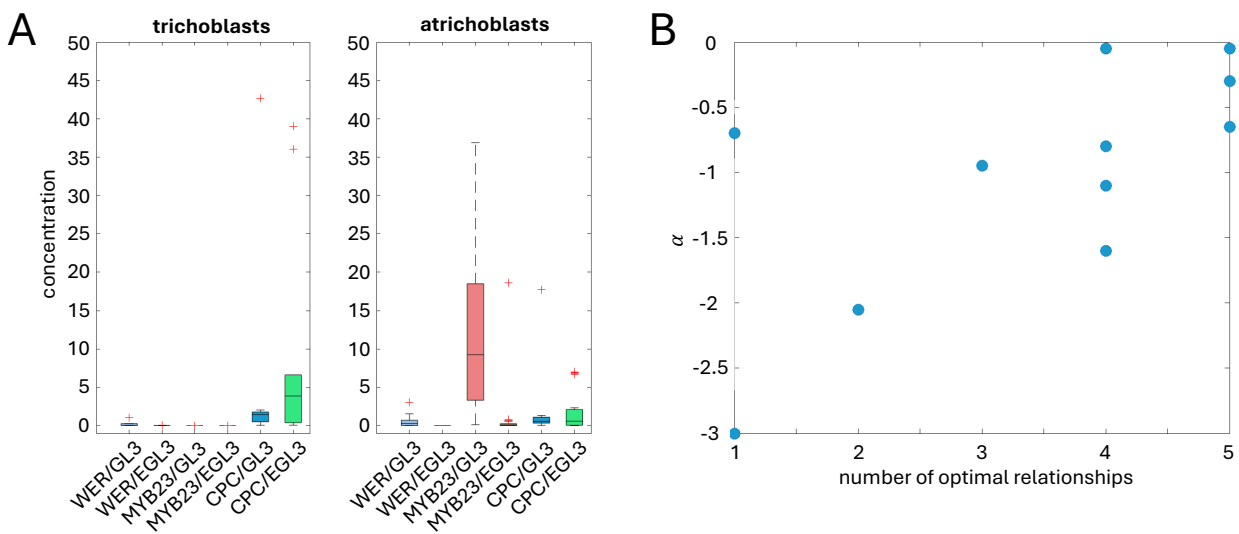 A
trichoblasts
atrichoblasts
B
concentration
50
45
40
35
30
25
20
15
10
5
0
WER/GL3
WER/EGL3
MYB23/GL3
MYB23/EGL3
CPC/GL3
CPC/EGL3
50
45
40
35
30
25
20
15
10
5
0
WER/GL3
WER/EGL3
MYB23/GL3
MYB23/EGL3
CPC/GL3
CPC/EGL3
α
0
-0.5
-1
-1.5
-2
-2.5
-3
1
2
3
4
5
number of optimal relationships